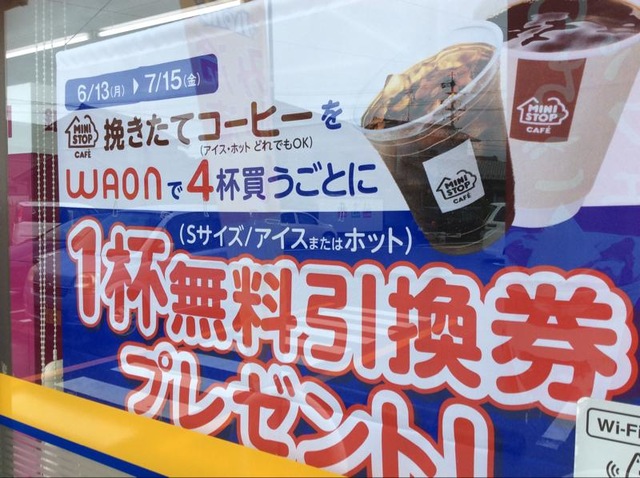 6/13(月)▶7/15(金)
MINI STOP CAFÉ 挽きたてコーヒーを
(アイス・ホット どれでもOK)
WAONで4杯買うごとに
(Sサイズ/アイスまたはホット)
1杯無料引換券
プレゼント!
MINI STOP CAFÉ
MINI STOP CAFÉ
Wi-Fi